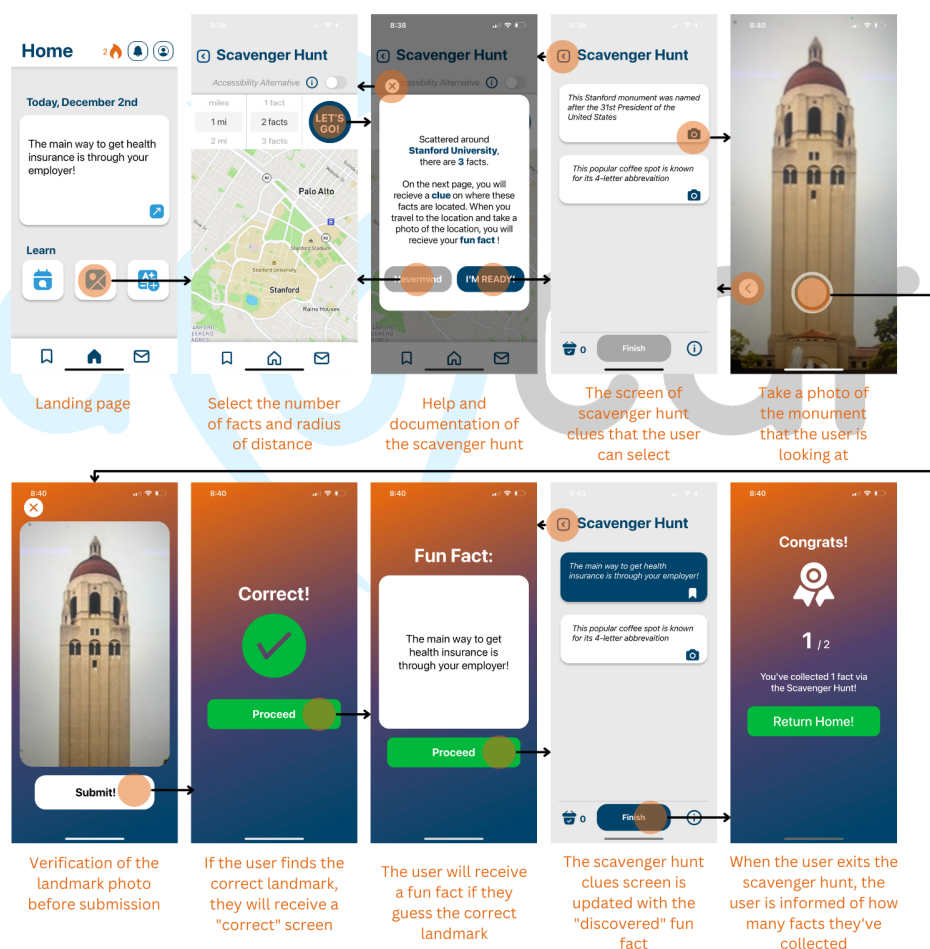 Home
2
Today, December 2nd
The main way to get health
insurance is through your
employer!
Learn
Landing page
8:38
Scavenger Hunt
Accessibility Alternative
miles
1 fact
1 mi
2 facts
2 mi
3 facts
LET'S
GO!
Palo Alto
Stanford Stadium
Stanford University
Stanford
Rains Houses
Select the number
of facts and radius
of distance
8:38
Scavenger Hunt
Accessibility Alternative
Scattered around
Stanford University,
there are 3 facts.
On the next page, you will
recieve a clue on where these
facts are located. When you
travel to the location and take a
photo of the location, you will
recieve your fun fact !
Nevermind
I'M READY!
Help and
documentation of
the scavenger hunt
8:38
Scavenger Hunt
This Stanford monument was named
after the 31st President of the
United States
This popular coffee spot is known
for its 4-letter abbrevaition
0
Finish
The screen of
scavenger hunt
clues that the user
can select
8:40
Take a photo of
the monument
that the user is
looking at
8:40
Submit!
Verification of the
landmark photo
before submission
8:40
Correct!
Proceed
If the user finds the
correct landmark,
they will receive a
"correct" screen
8:40
Fun Fact:
The main way to get
health insurance is
through your employer!
Proceed
The user will receive
a fun fact if they
guess the correct
landmark
8:40
Scavenger Hunt
The main way to get health
insurance is through your employer!
This popular coffee spot is known
for its 4-letter abbrevaition
0
Finish
The scavenger hunt
clues screen is
updated with the
"discovered" fun
fact
8:40
Congrats!
1 / 2
You've collected 1 fact via
the Scavenger Hunt!
Return Home!
When the user exits the
scavenger hunt, the
user is informed of how
many facts they've
collected